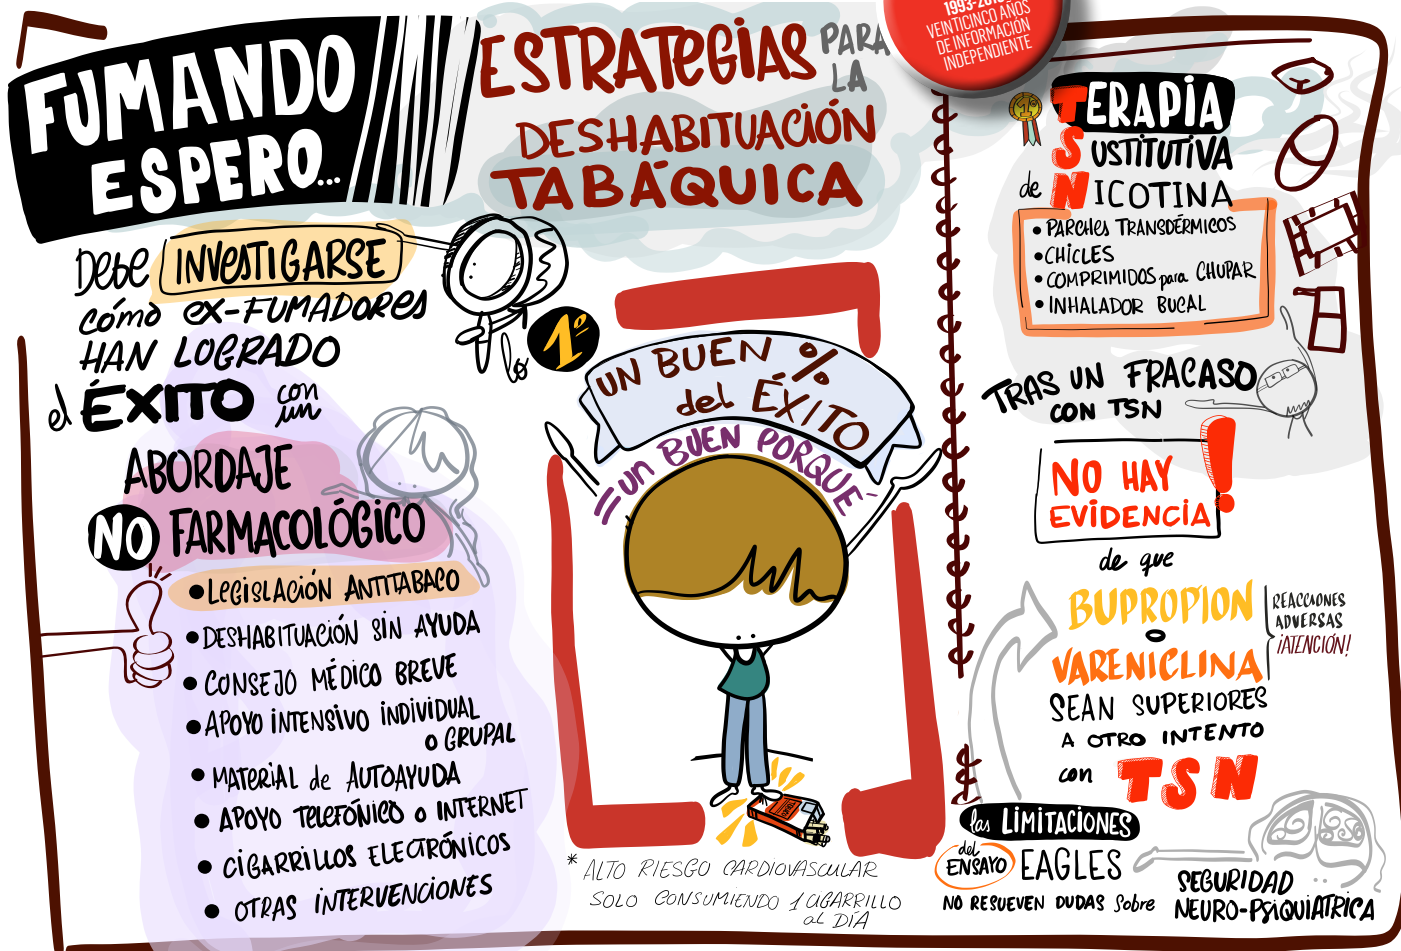 FUMANDO
ESPERO...
ESTRATEGIAS PARA
LA
DESHABITUACIÓN
TABÁQUICA
1993-2018
VEINTICINCO AÑOS
DE INFORMACIÓN
INDEPENDIENTE
DEBE INVESTIGARSE
cómo ex-FUMADORES
HAN LOGRADO
el ÉXITO con
un
ABORDAJE
NO FARMACOLÓGICO
• LEGISLACIÓN ANTITABACO
• DESHABITUACIÓN SIN AYUDA
• CONSEJO MÉDICO BREVE
• APOYO INTENSIVO INDIVIDUAL
o GRUPAL
• MATERIAL de AUTOAYUDA
• APOYO TELEFÓNICO o INTERNET
• CIGARRILLOS ELECTRÓNICOS
• OTRAS INTERVENCIONES
lo 1º
UN BUEN %
del ÉXITO
= un BUEN PORQUÉ
* ALTO RIESGO CARDIOVASCULAR
SOLO CONSUMIENDO 1 CIGARRILLO
al DÍA
1º
TERAPIA
SUSTITUTIVA
de NICOTINA
• PARCHES TRANSDÉRMICOS
• CHICLES
• COMPRIMIDOS para CHUPAR
• INHALADOR BUCAL
TRAS UN FRACASO
CON TSN
NO HAY
EVIDENCIA!
de que
BUPROPION
o
VARENICLINA
REACCIONES
ADVERSAS
¡ATENCIÓN!
SEAN SUPERIORES
A OTRO INTENTO
con TSN
las LIMITACIONES
del
ENSAYO EAGLES
NO RESUEVEN DUDAS Sobre
SEGURIDAD
NEURO-PSIQUIATRICA